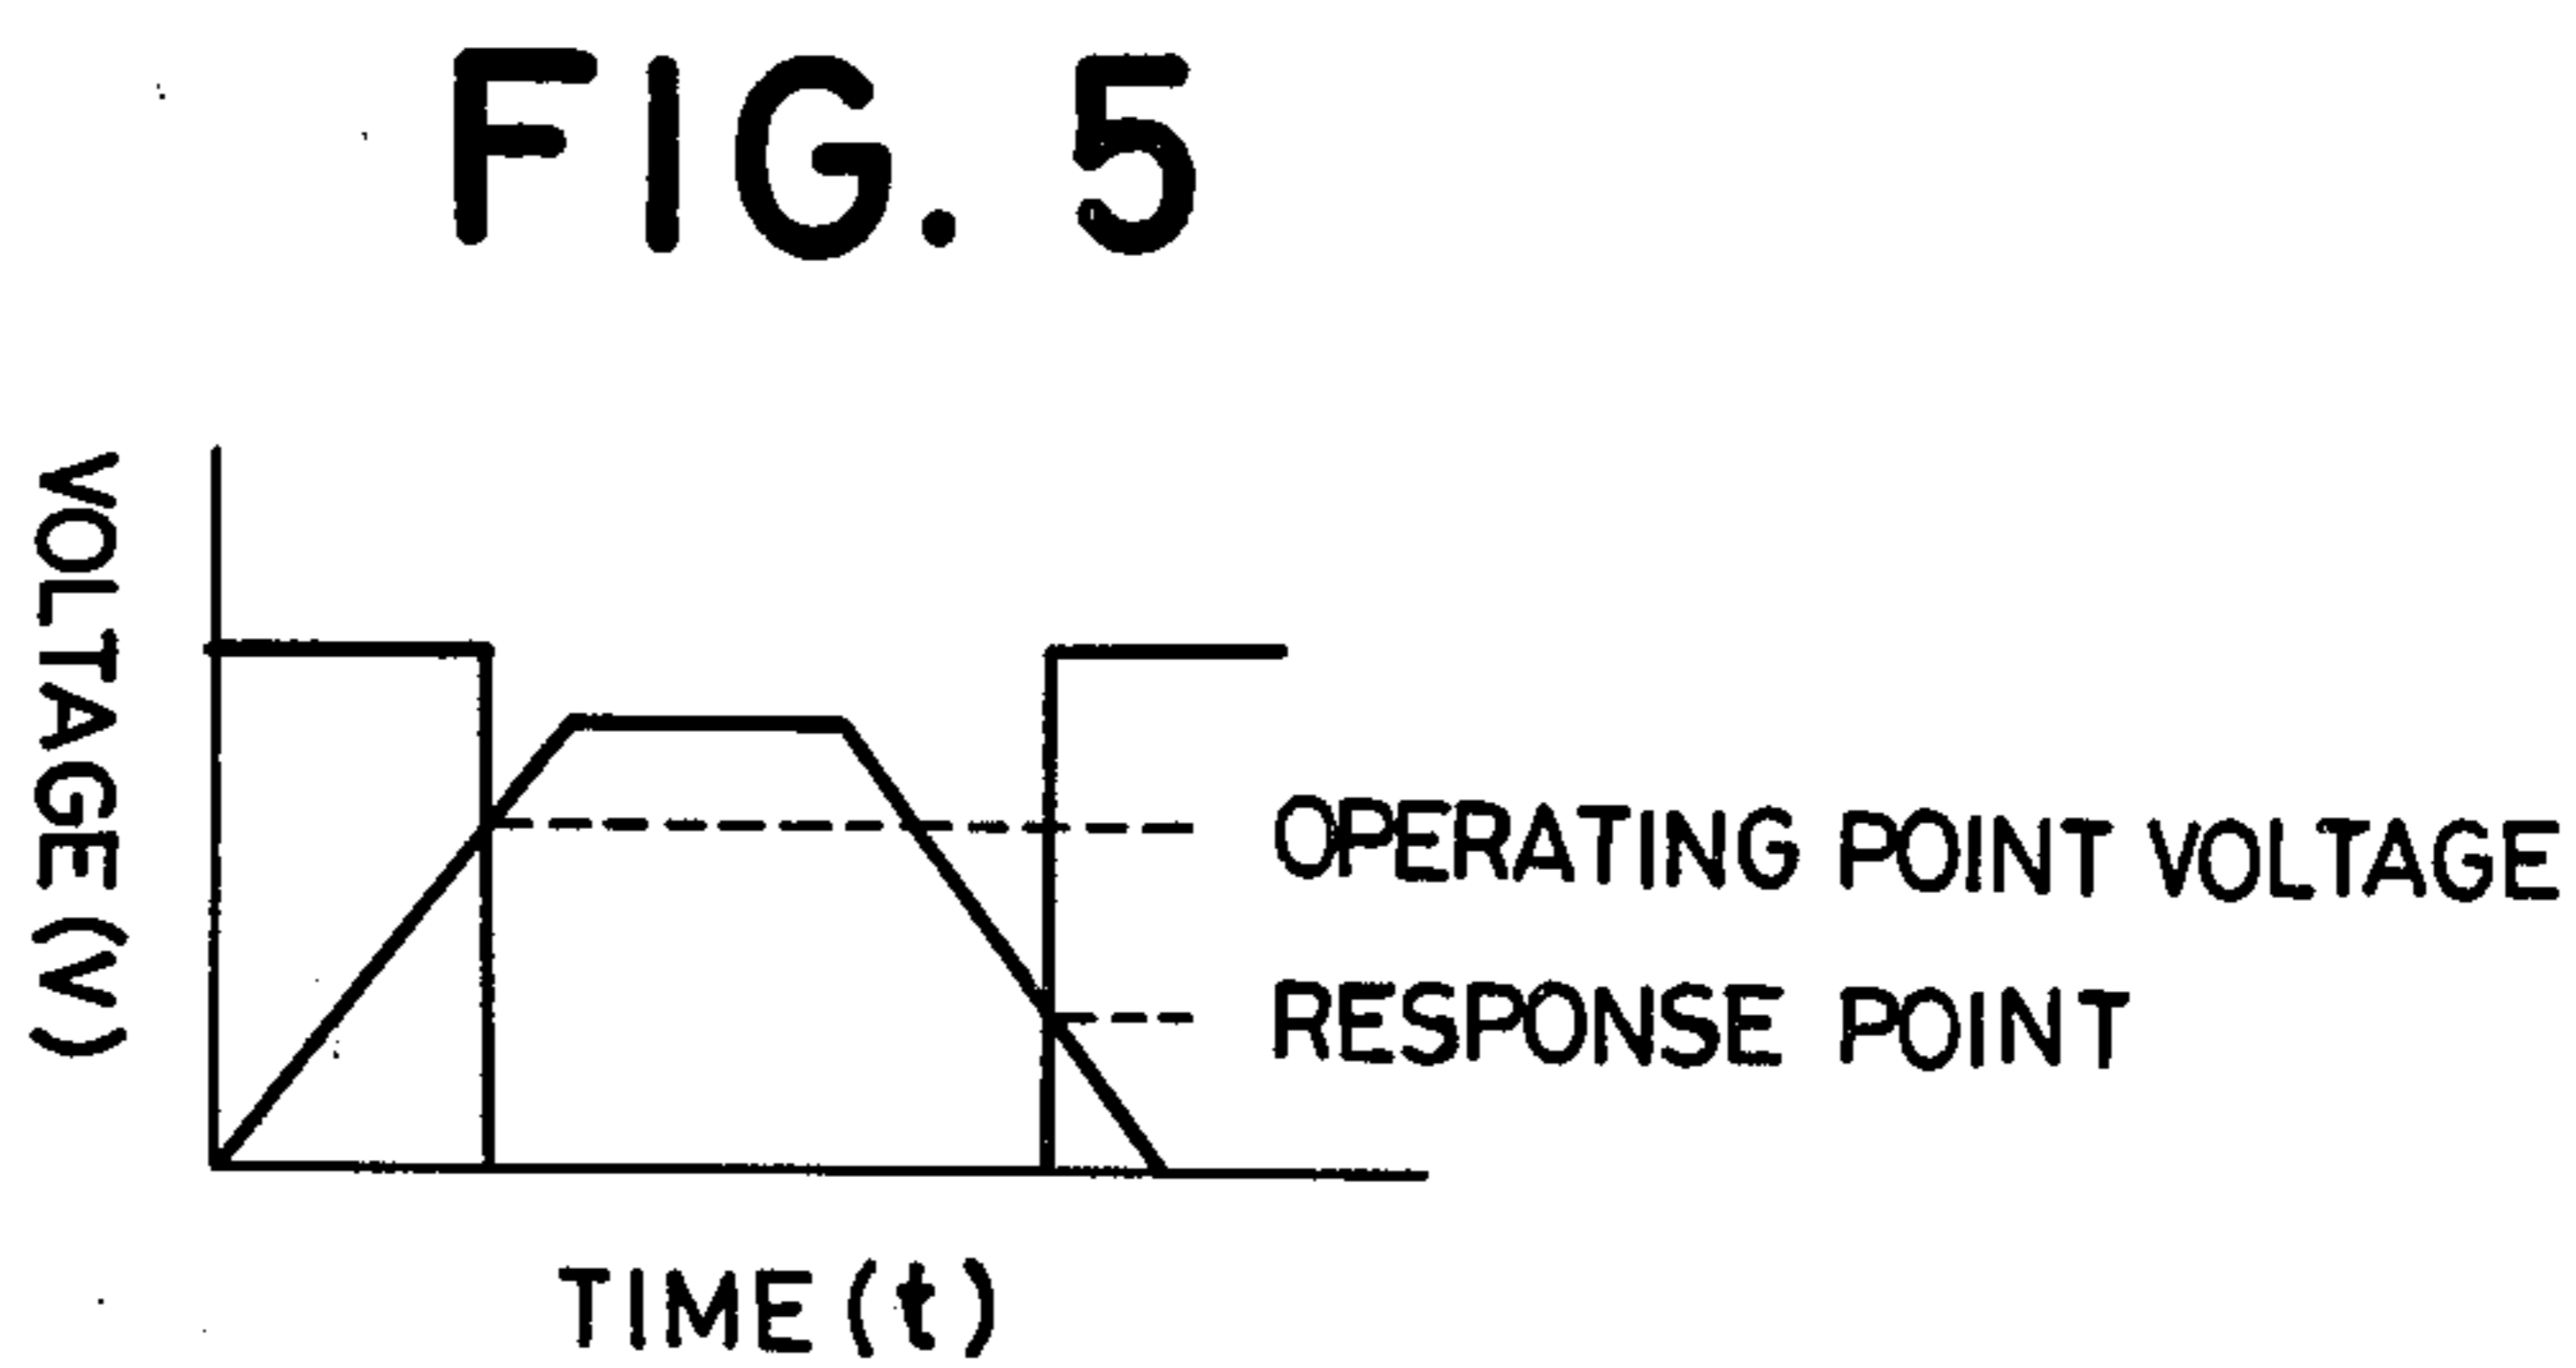 FIG. 5
VOLTAGE (V)
OPERATING POINT VOLTAGE
RESPONSE POINT
TIME (t)